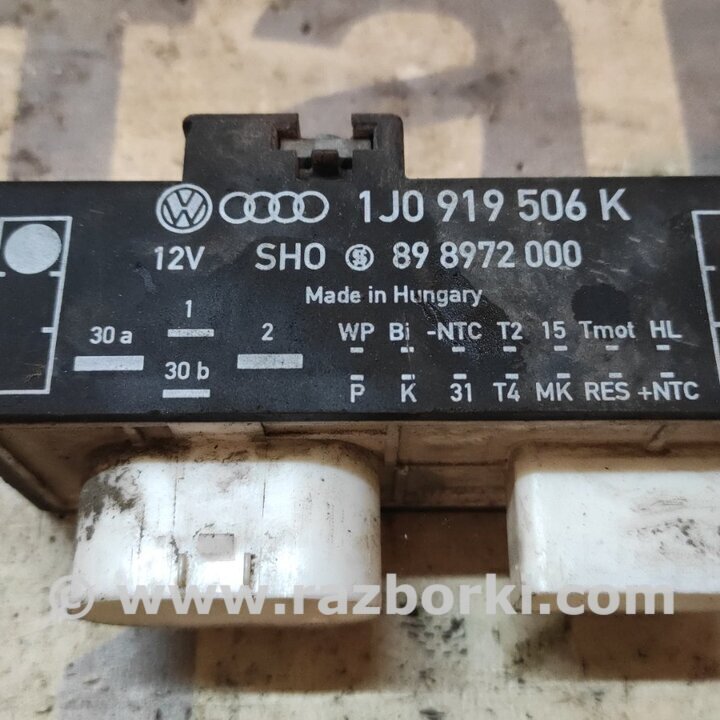 1J0 919 506 K
12V SHO 89 8972 000
Made in Hungary
1
30 a 2
30 b
WP Bi -NTC T2 15 Tmot HL
P K 31 T4 MK RES +NTC
© www.razborki.com